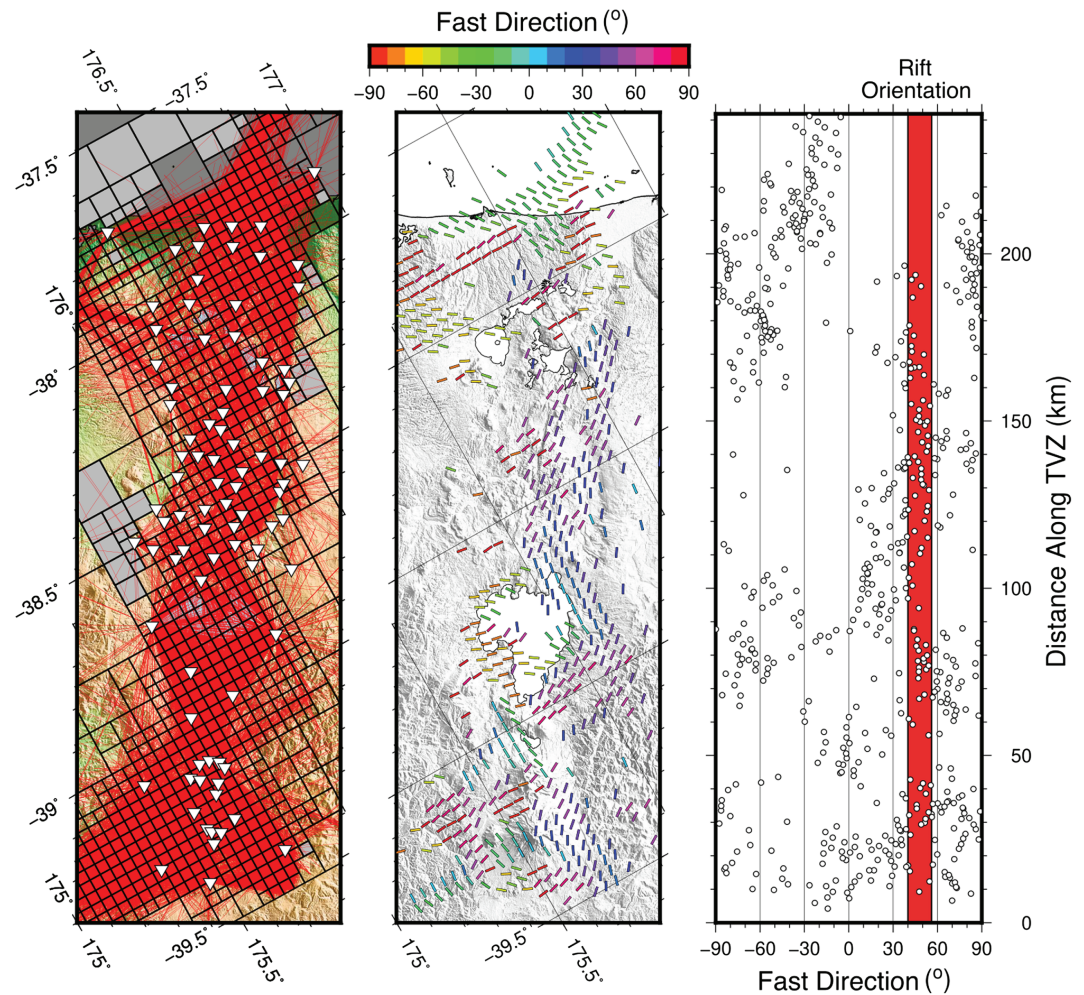 Fast Direction (°)
−90 −60 −30 0 30 60 90
Rift
Orientation
176.5° −37.5° 177°
−37.5°
176°
−38°
−38.5°
−39°
175°
175° −39.5° 175.5°
175° −39.5° 175.5°
200
150
100
50
0
Distance Along TVZ (km)
−90 −60 −30 0 30 60 90
Fast Direction (°)